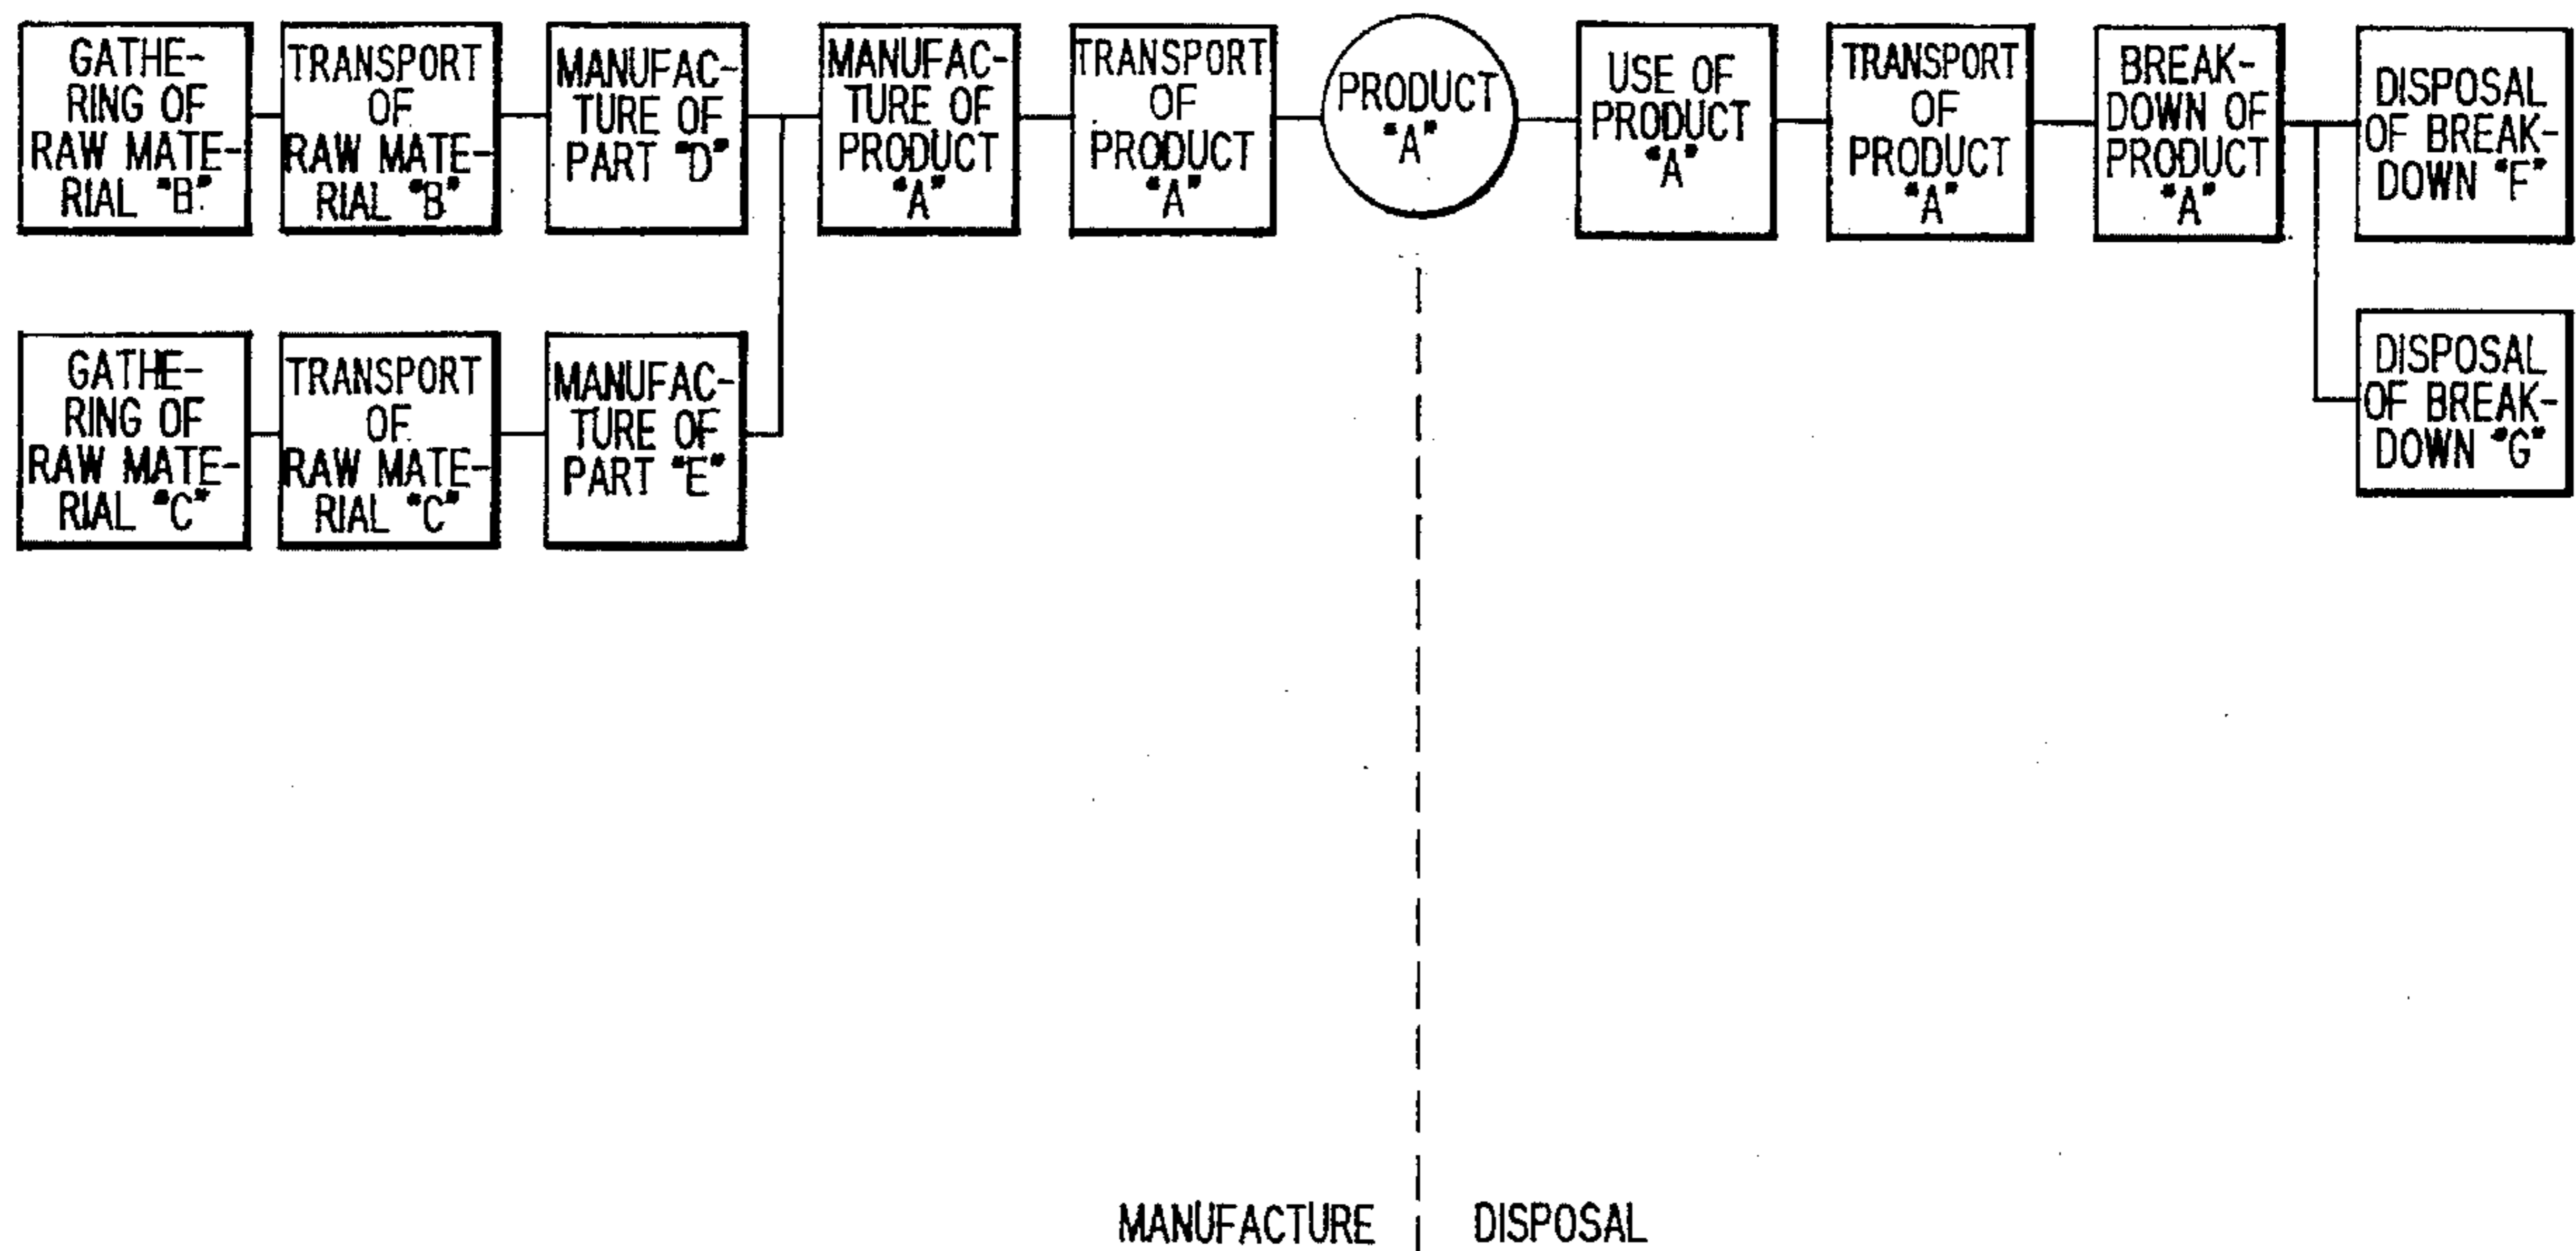 GATHE-
RING OF
RAW MATE-
RIAL "B"
TRANSPORT
OF
RAW MATE-
RIAL "B"
MANUFAC-
TURE OF
PART "D"
MANUFAC-
TURE OF
PRODUCT
"A"
TRANSPORT
OF
PRODUCT
"A"
PRODUCT
"A"
USE OF
PRODUCT
"A"
TRANSPORT
OF
PRODUCT
"A"
BREAK-
DOWN OF
PRODUCT
"A"
DISPOSAL
OF BREAK-
DOWN "F"
GATHE-
RING OF
RAW MATE-
RIAL "C"
TRANSPORT
OF
RAW MATE-
RIAL "C"
MANUFAC-
TURE OF
PART "E"
DISPOSAL
OF BREAK-
DOWN "G"
MANUFACTURE
DISPOSAL